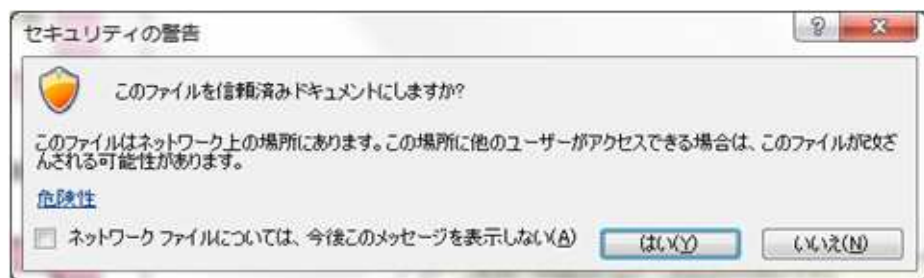 セキュリティの警告
このファイルを信頼済みドキュメントにしますか?
このファイルはネットワーク上の場所にあります。この場所に他のユーザーがアクセスできる場合は、このファイルが改ざ
んされる可能性があります。
危険性
ネットワーク ファイルについては、今後このメッセージを表示しない(A)
はい(Y)
いいえ(N)